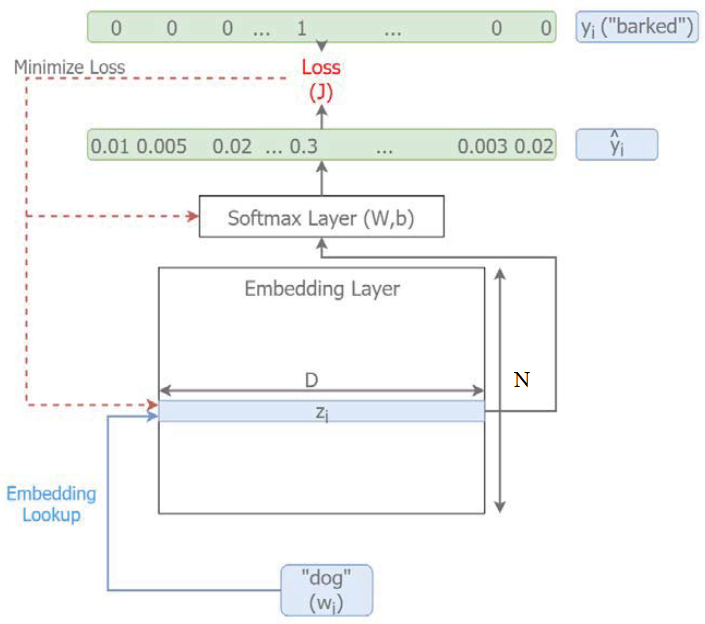 0 0 0 ... 1 ... 0 0
yi ("barked")
Minimize Loss
Loss
(J)
0.01 0.005 0.02 ... 0.3 ... 0.003 0.02
ŷi
Softmax Layer (W,b)
Embedding Layer
D
N
zi
Embedding
Lookup
"dog"
(wi)